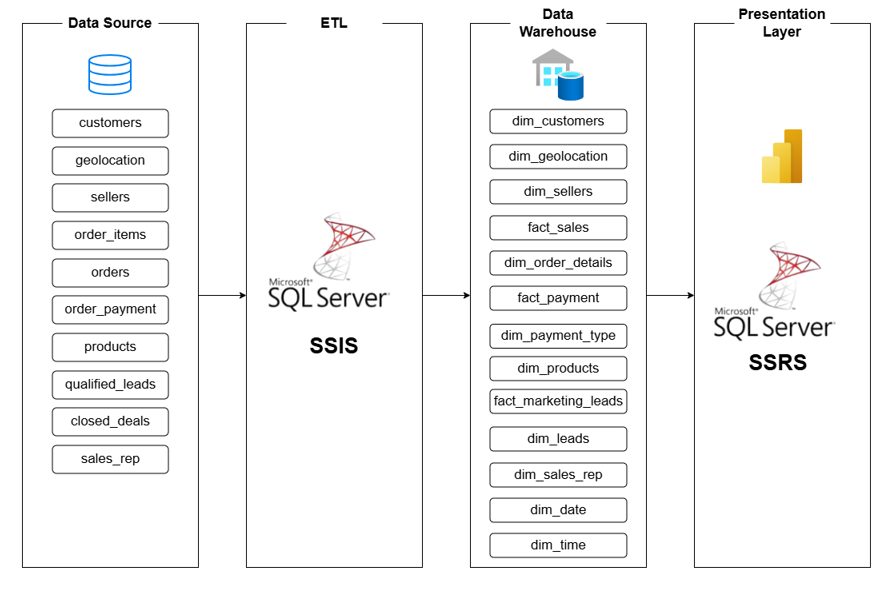 Data Source
customers
geolocation
sellers
order_items
orders
order_payment
products
qualified_leads
closed_deals
sales_rep
ETL
Microsoft®
SQL Server
SSIS
Data
Warehouse
dim_customers
dim_geolocation
dim_sellers
fact_sales
dim_order_details
fact_payment
dim_payment_type
dim_products
fact_marketing_leads
dim_leads
dim_sales_rep
dim_date
dim_time
Presentation
Layer
Microsoft®
SQL Server
SSRS